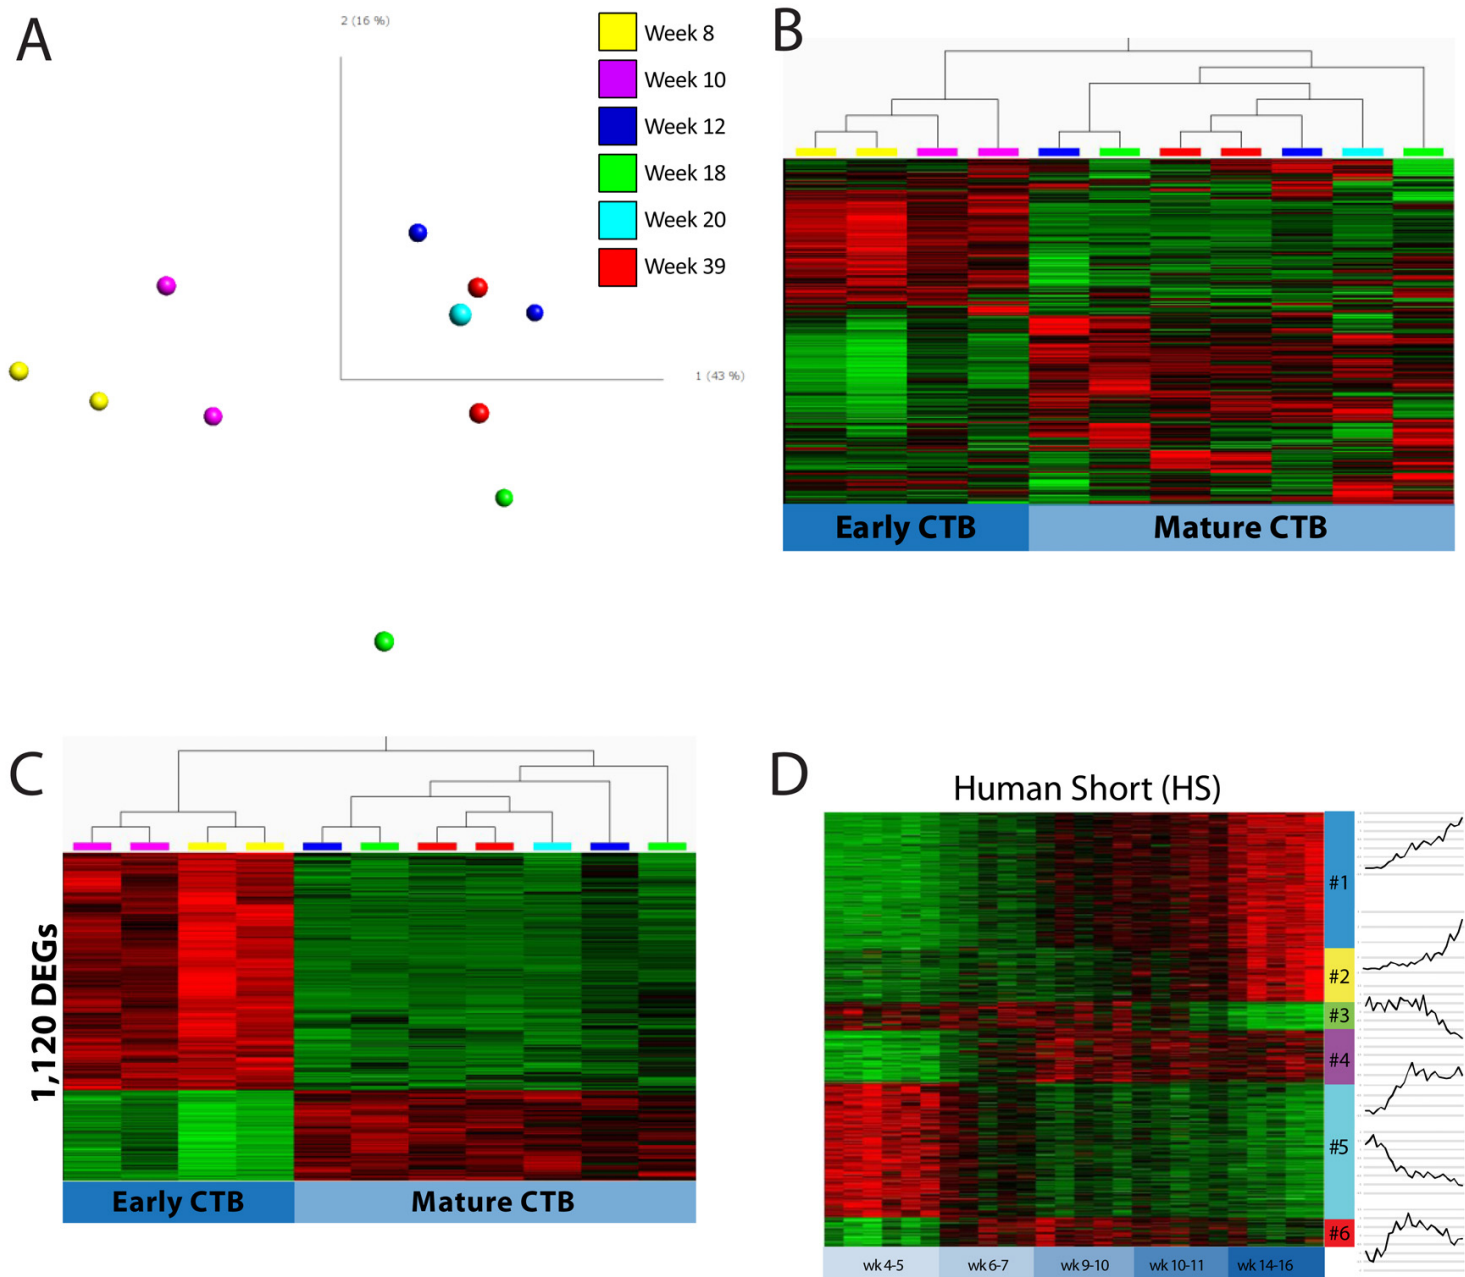 A
2 (16 %)
Week 8
Week 10
Week 12
Week 18
Week 20
Week 39
1 (43 %)
B
Early CTB
Mature CTB
C
1,120 DEGs
Early CTB
Mature CTB
D
Human Short (HS)
#1
#2
#3
#4
#5
#6
wk 4-5
wk 6-7
wk 9-10
wk 10-11
wk 14-16